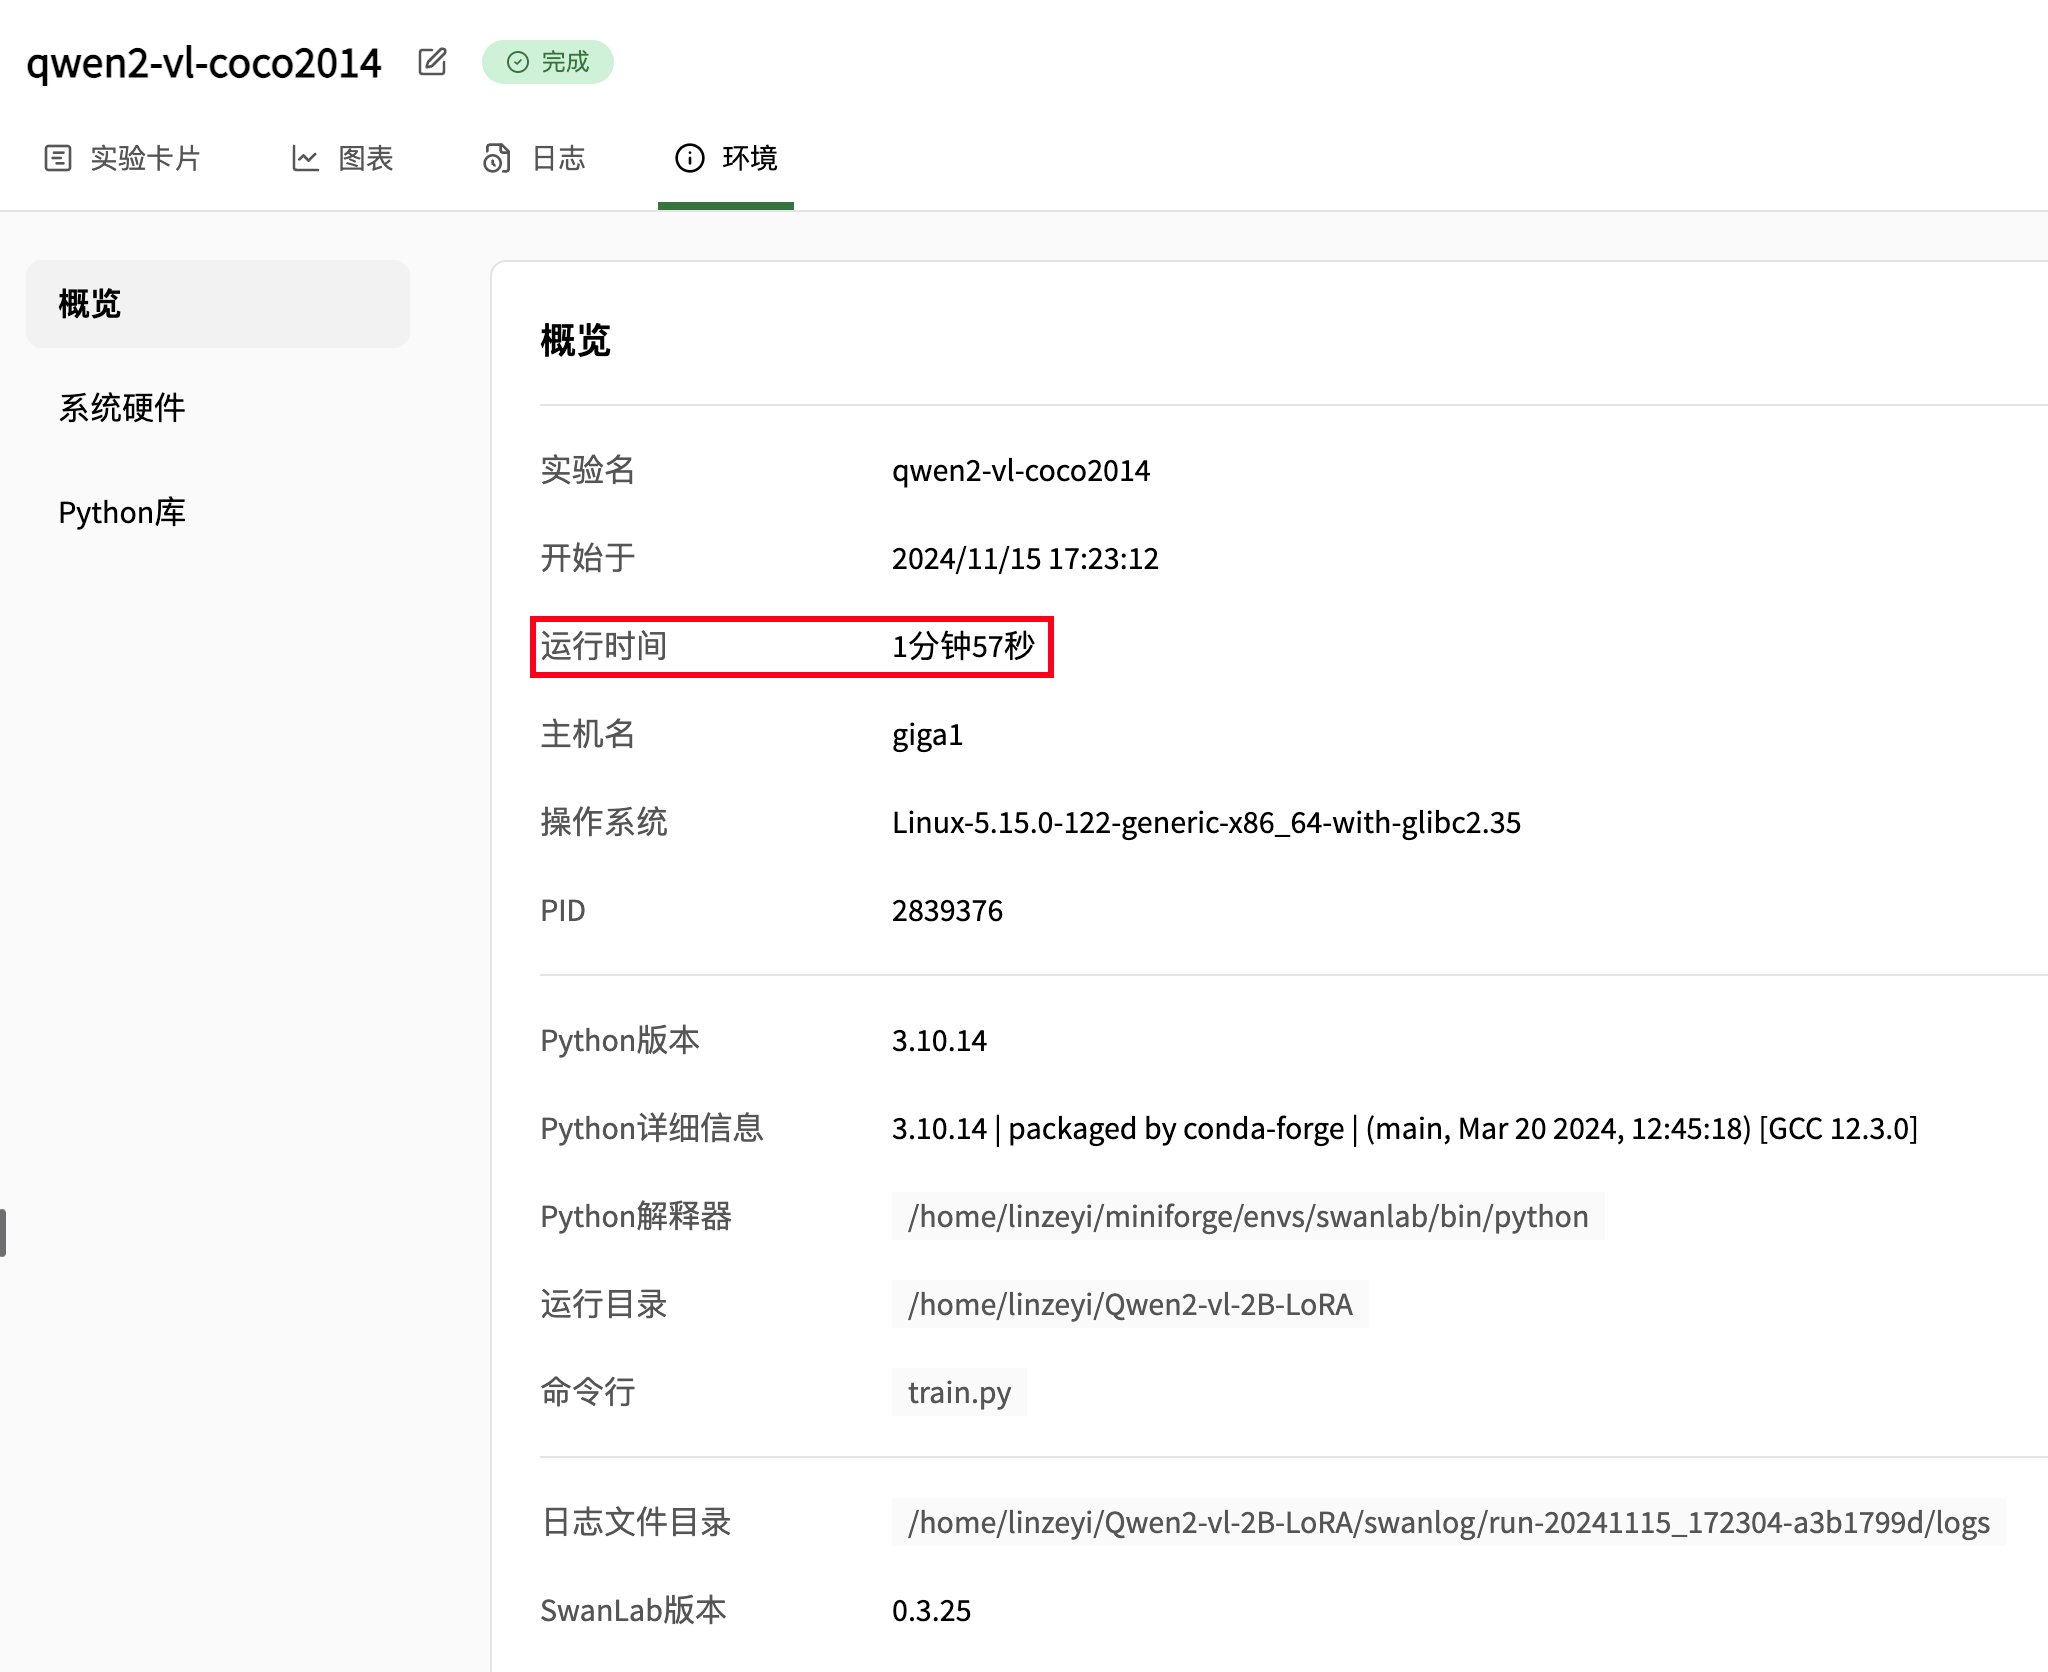 qwen2-vl-coco2014 完成
实验卡片 图表 日志 环境
概览
系统硬件
Python库
概览
实验名 qwen2-vl-coco2014
开始于 2024/11/15 17:23:12
运行时间 1分钟57秒
主机名 giga1
操作系统 Linux-5.15.0-122-generic-x86_64-with-glibc2.35
PID 2839376
Python版本 3.10.14
Python详细信息 3.10.14 | packaged by conda-forge | (main, Mar 20 2024, 12:45:18) [GCC 12.3.0]
Python解释器 /home/linzeyi/miniforge/envs/swanlab/bin/python
运行目录 /home/linzeyi/Qwen2-vl-2B-LoRA
命令行 train.py
日志文件目录 /home/linzeyi/Qwen2-vl-2B-LoRA/swanlog/run-20241115_172304-a3b1799d/logs
SwanLab版本 0.3.25